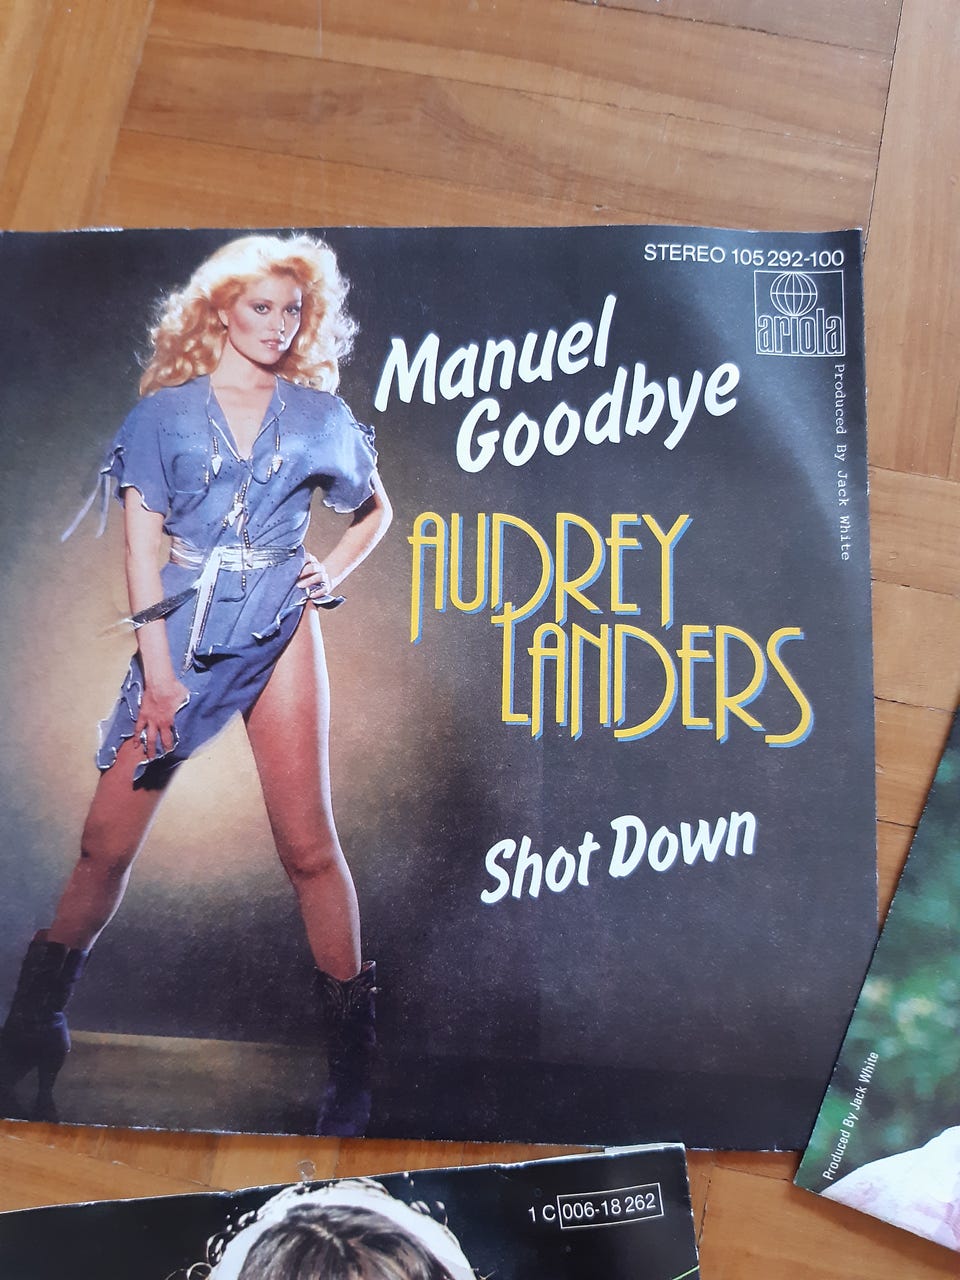 STEREO 105 292-100
ariola
Produced By Jack White
Manuel
Goodbye
AUDREY
LANDERS
Shot Down
Produced By Jack White
1 C 006-18 262